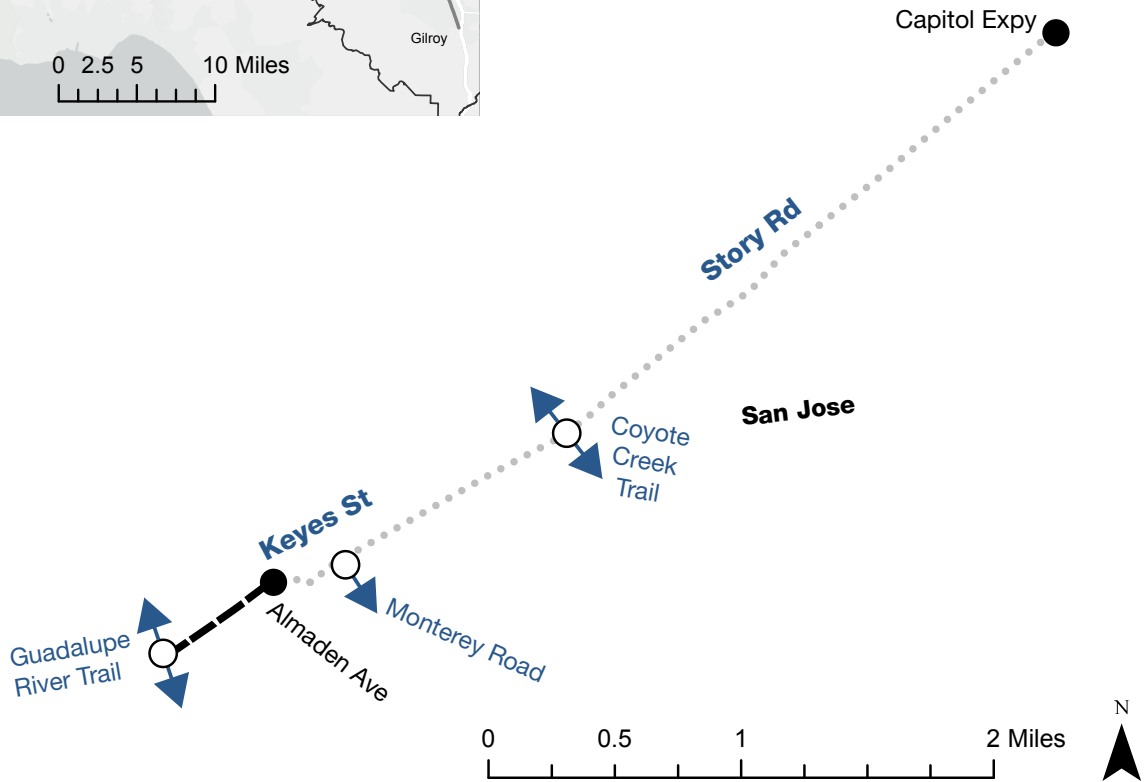 Capitol Expy
Gilroy
0 2.5 5 10 Miles
Story Rd
San Jose
Coyote
Creek
Trail
Keyes St
Monterey Road
Almaden Ave
Guadalupe
River Trail
N
0 0.5 1 2 Miles